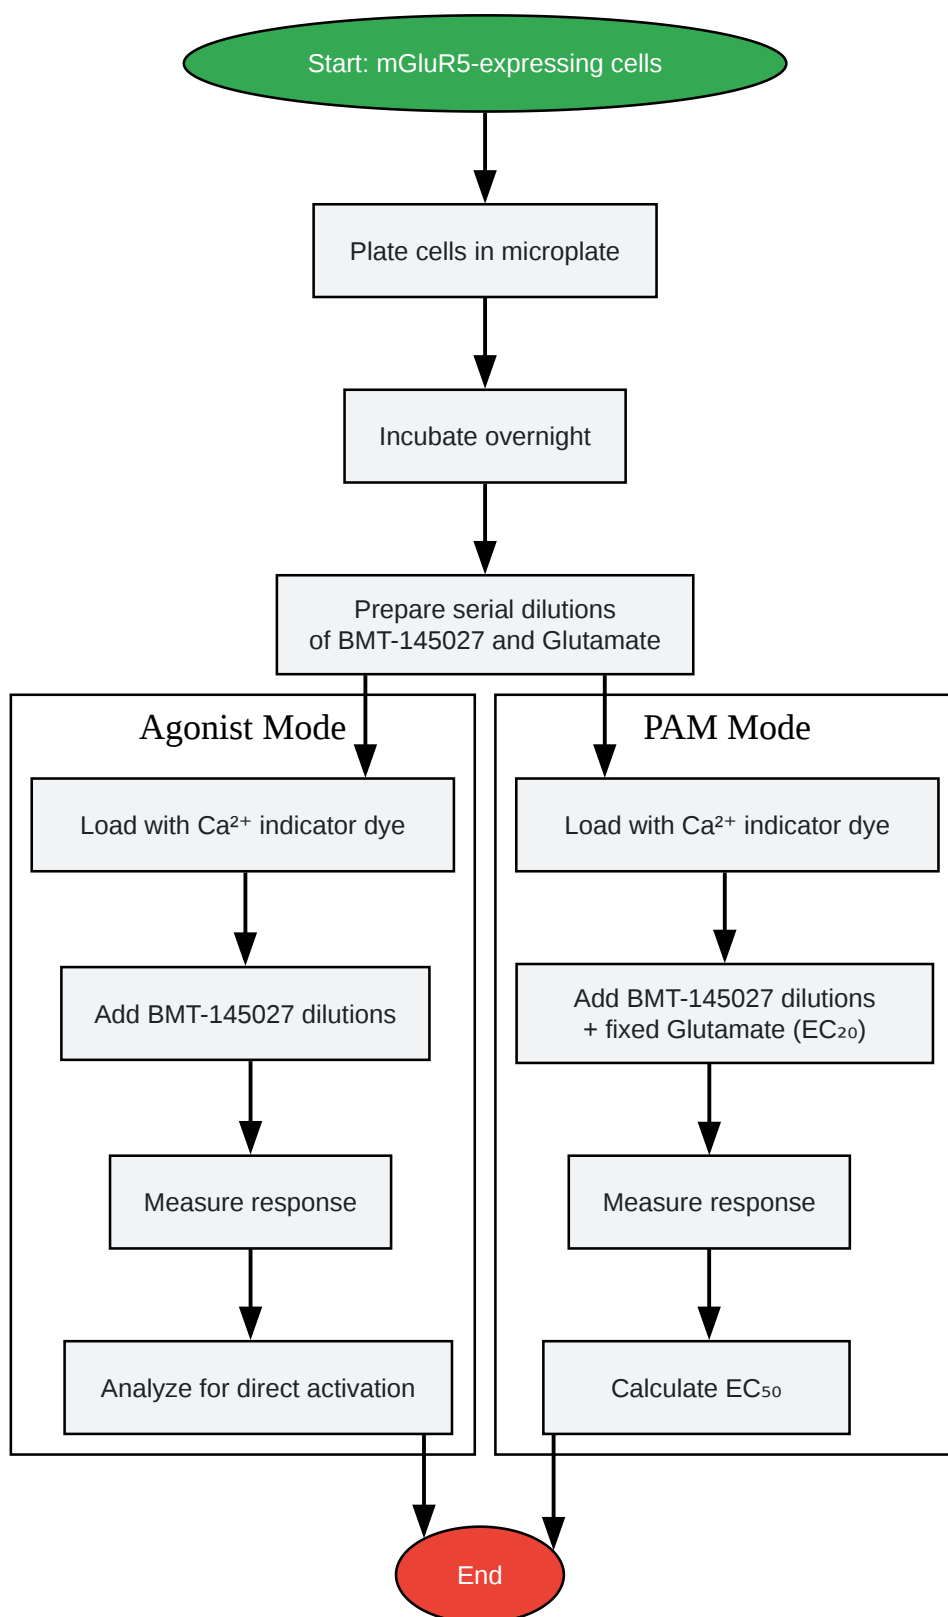 Start: mGluR5-expressing cells
Plate cells in microplate
Incubate overnight
Prepare serial dilutions
of BMT-145027 and Glutamate
Agonist Mode
Load with Ca²⁺ indicator dye
Add BMT-145027 dilutions
Measure response
Analyze for direct activation
PAM Mode
Load with Ca²⁺ indicator dye
Add BMT-145027 dilutions
+ fixed Glutamate (EC₂₀)
Measure response
Calculate EC₅₀
End